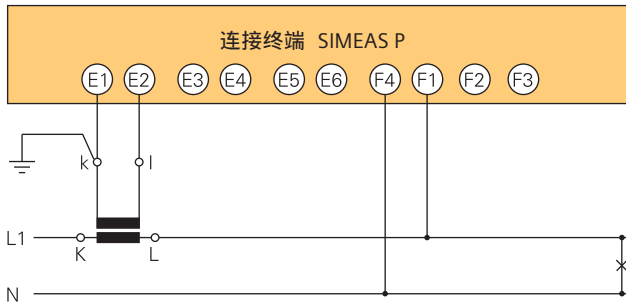 连接终端 SIMEAS P
E1 E2 E3 E4 E5 E6 F4 F1 F2 F3
k l
L1
K L
N